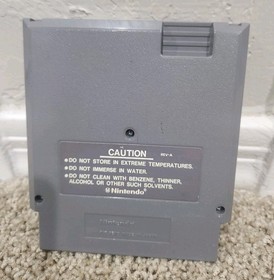 CAUTION REV-A
●DO NOT STORE IN EXTREME TEMPERATURES.
●DO NOT IMMERSE IN WATER.
●DO NOT CLEAN WITH BENZENE, THINNER,
ALCOHOL OR OTHER SUCH SOLVENTS.
Nintendo®